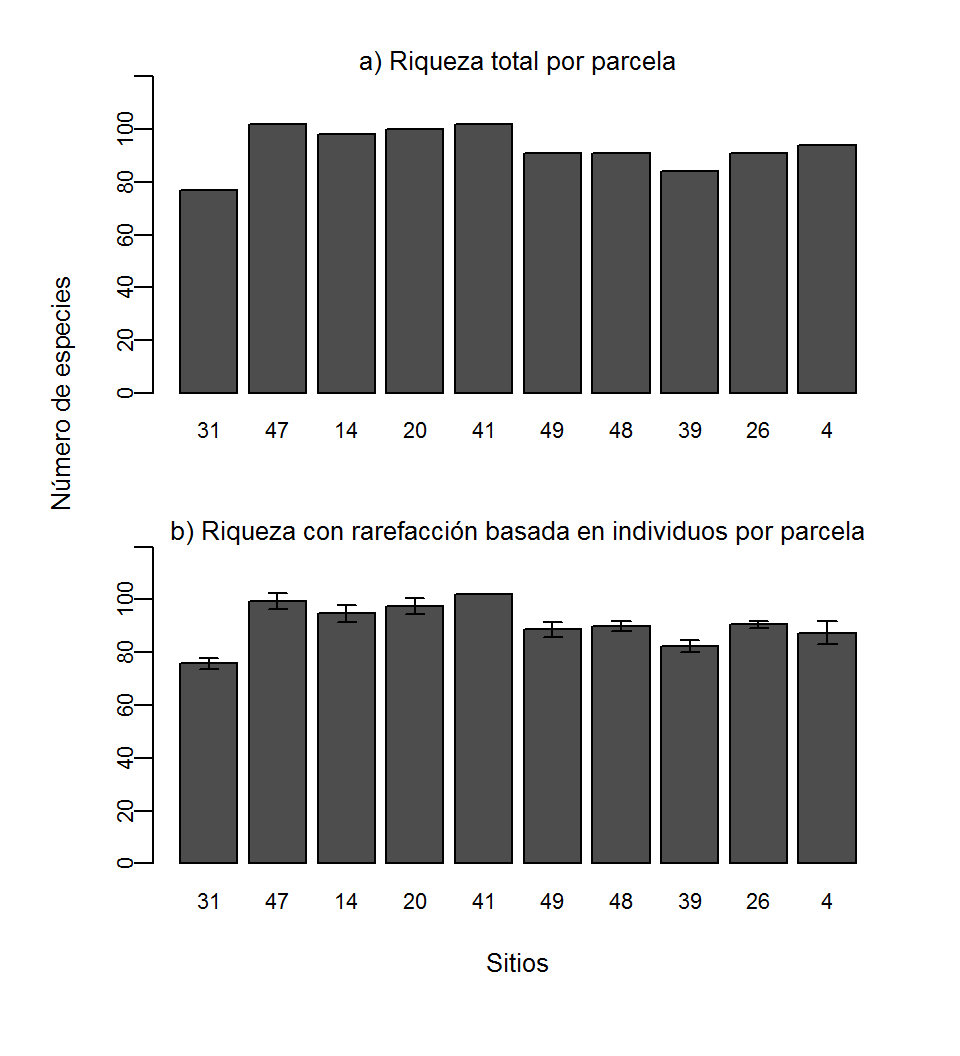 a) Riqueza total por parcela
100
80
60
40
20
0
31 47 14 20 41 49 48 39 26 4
Número de especies
b) Riqueza con rarefacción basada en individuos por parcela
100
80
60
40
20
0
31 47 14 20 41 49 48 39 26 4
Sitios